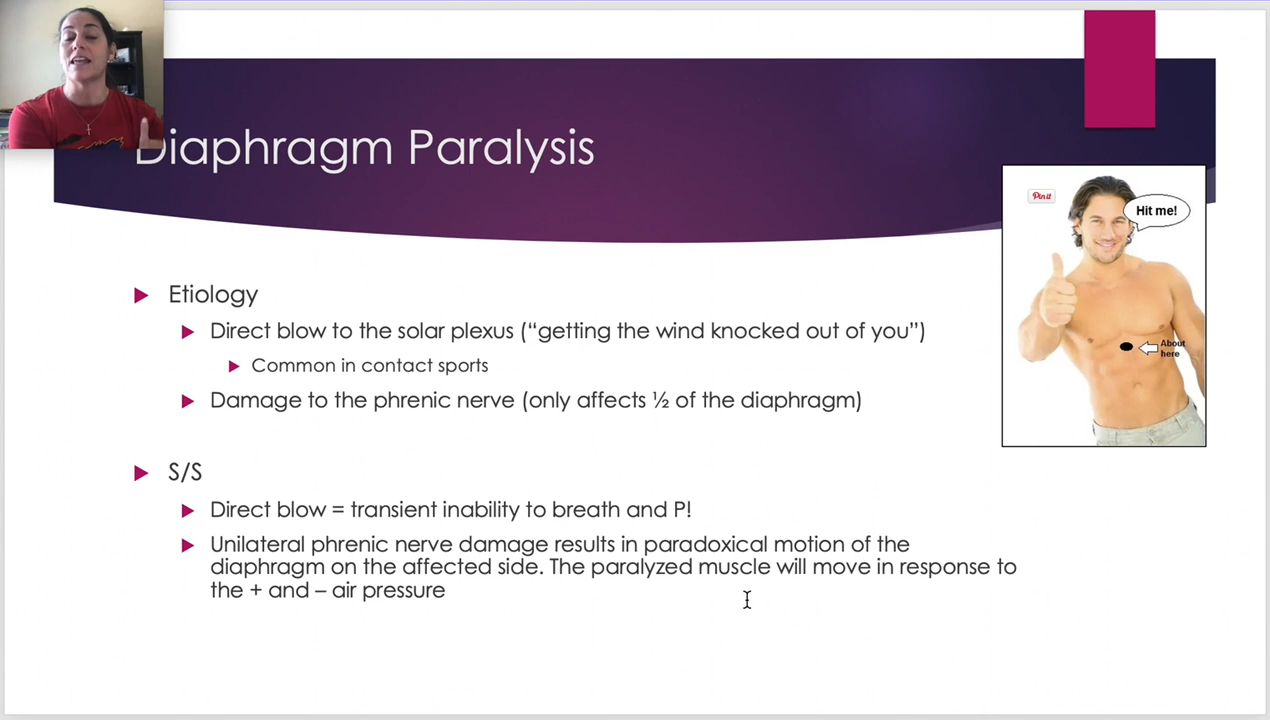 Diaphragm Paralysis
Pin it
Hit me!
About
here
Etiology
Direct blow to the solar plexus (“getting the wind knocked out of you”)
Common in contact sports
Damage to the phrenic nerve (only affects ½ of the diaphragm)
S/S
Direct blow = transient inability to breath and P!
Unilateral phrenic nerve damage results in paradoxical motion of the
diaphragm on the affected side. The paralyzed muscle will move in response to
the + and – air pressure